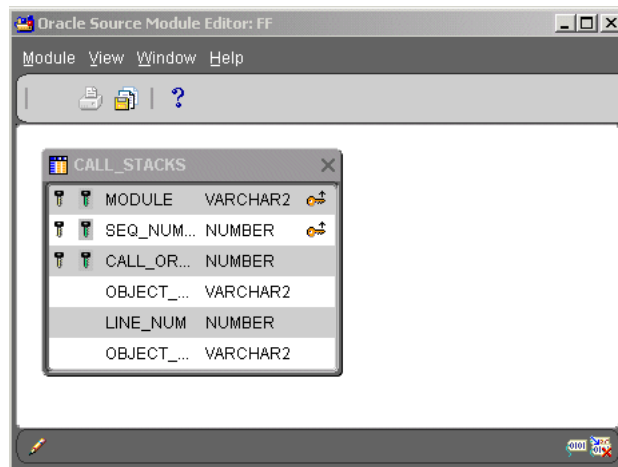 Oracle Source Module Editor: FF
Module View Window Help
CALL_STACKS
MODULE VARCHAR2
SEQ_NUM... NUMBER
CALL_OR... NUMBER
OBJECT_... VARCHAR2
LINE_NUM NUMBER
OBJECT_... VARCHAR2